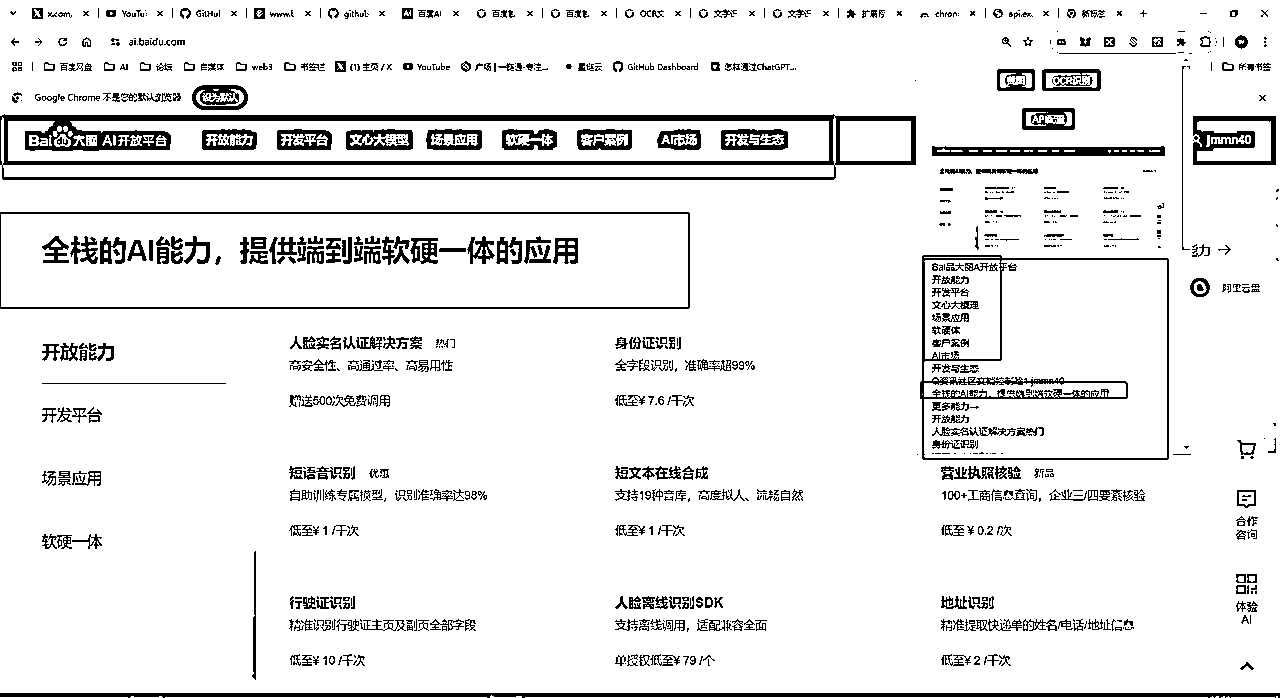 x.com,
YouTu
GitHu
www.t
github
百度AI
百度
百度
OCR文
文字
文字
扩展
chron
api.ex
新标签
ai.baidu.com
百度网盘 AI 论坛 自媒体 web3 书签栏 (1) 主页 / X YouTube 广场 | 一键通-专注... 星链云 GitHub Dashboard 怎样通过ChatGPT... 所有书签
Google Chrome 不是您的默认浏览器 设为默认
截图 OCR识别
API配置
AI开放平台 开放能力 开发平台 文心大模型 场景应用 软硬一体 客户案例 AI市场 开发与生态 jmmn40
全栈的AI能力，提供端到端软硬一体的应用
能力 →
阿里云盘
Bai品大图A开放平台
开放能力
开发平台
文心大模理
场景应用
软硬体
客户案例
AI市场
开发与生态
jmmn40
全栈的AI能力，提供端到端软硬一体的应用
更多能力→
开放能力
人脸实名认证解决方案热门
身份证识别
开放能力
开发平台
场景应用
软硬一体
人脸实名认证解决方案 热门
高安全性、高通过率、高易用性
赠送500次免费调用
身份证识别
全字段识别，准确率超99%
低至¥ 7.6 /千次
短语音识别 优惠
自助训练专属模型，识别准确率达98%
低至¥ 1 /千次
短文本在线合成
支持19种音库，高度拟人、流畅自然
低至¥ 1 /千次
营业执照核验 新品
100+工商信息查询，企业三/四要素核验
低至 ¥ 0.2 /次
行驶证识别
精准识别行驶证主页及副页全部字段
低至¥ 10 /千次
人脸离线识别SDK
支持离线调用，适配兼容全面
单授权低至¥ 79 /个
地址识别
精准提取快递单的姓名/电话/地址信息
低至¥ 2 /千次
合作
咨询
体验
AI